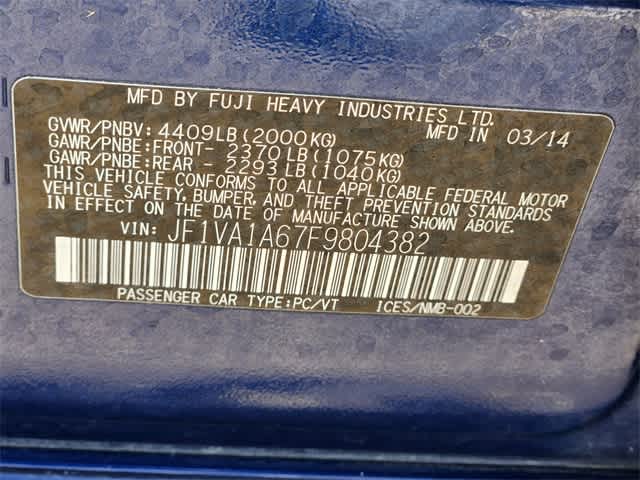 MFD BY FUJI HEAVY INDUSTRIES LTD.
GVWR/PNBV: 4409LB(2000KG) MFD IN 03/14
GAWR/PNBE:FRONT- 2370LB(1075KG)
GAWR/PNBE:REAR - 2293LB(1040KG)
THIS VEHICLE CONFORMS TO ALL APPLICABLE FEDERAL MOTOR
VEHICLE SAFETY, BUMPER, AND THEFT PREVENTION STANDARDS
IN EFFECT ON THE DATE OF MANUFACTURE SHOWN ABOVE.
VIN: JF1VA1A67F9804382
PASSENGER CAR TYPE:PC/VT ICES/NMB-002